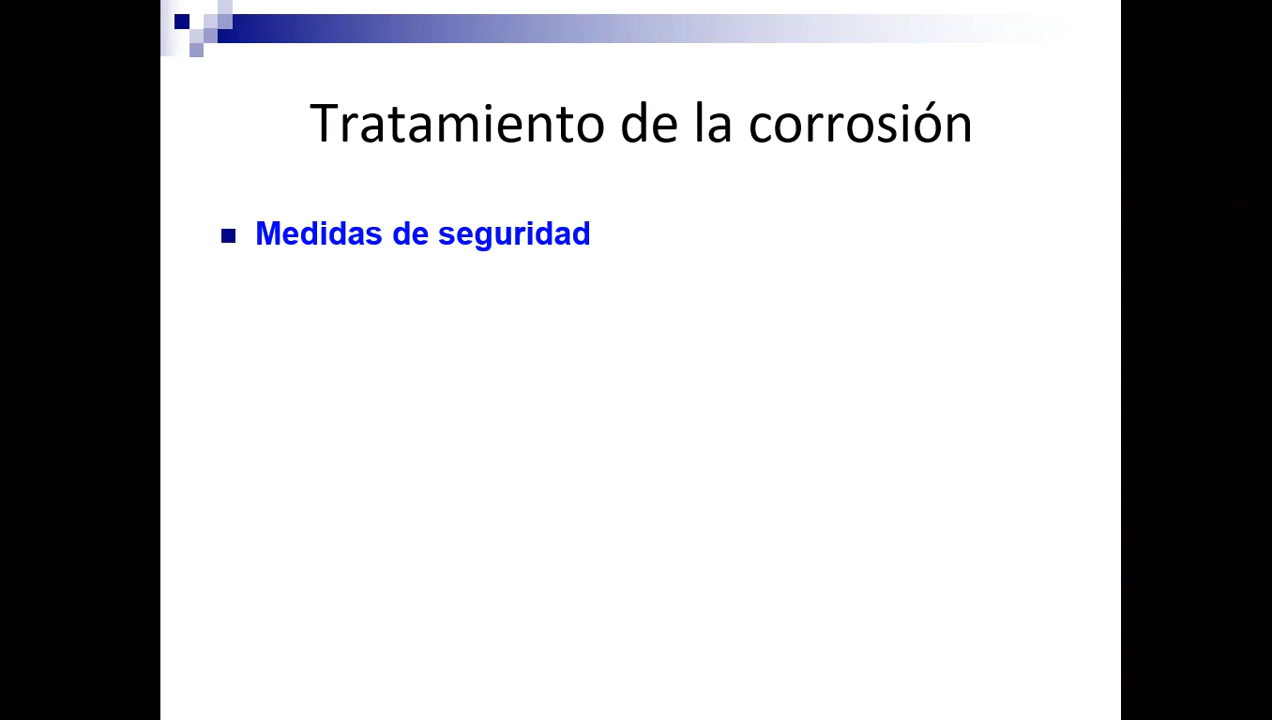 Tratamiento de la corrosión
Medidas de seguridad